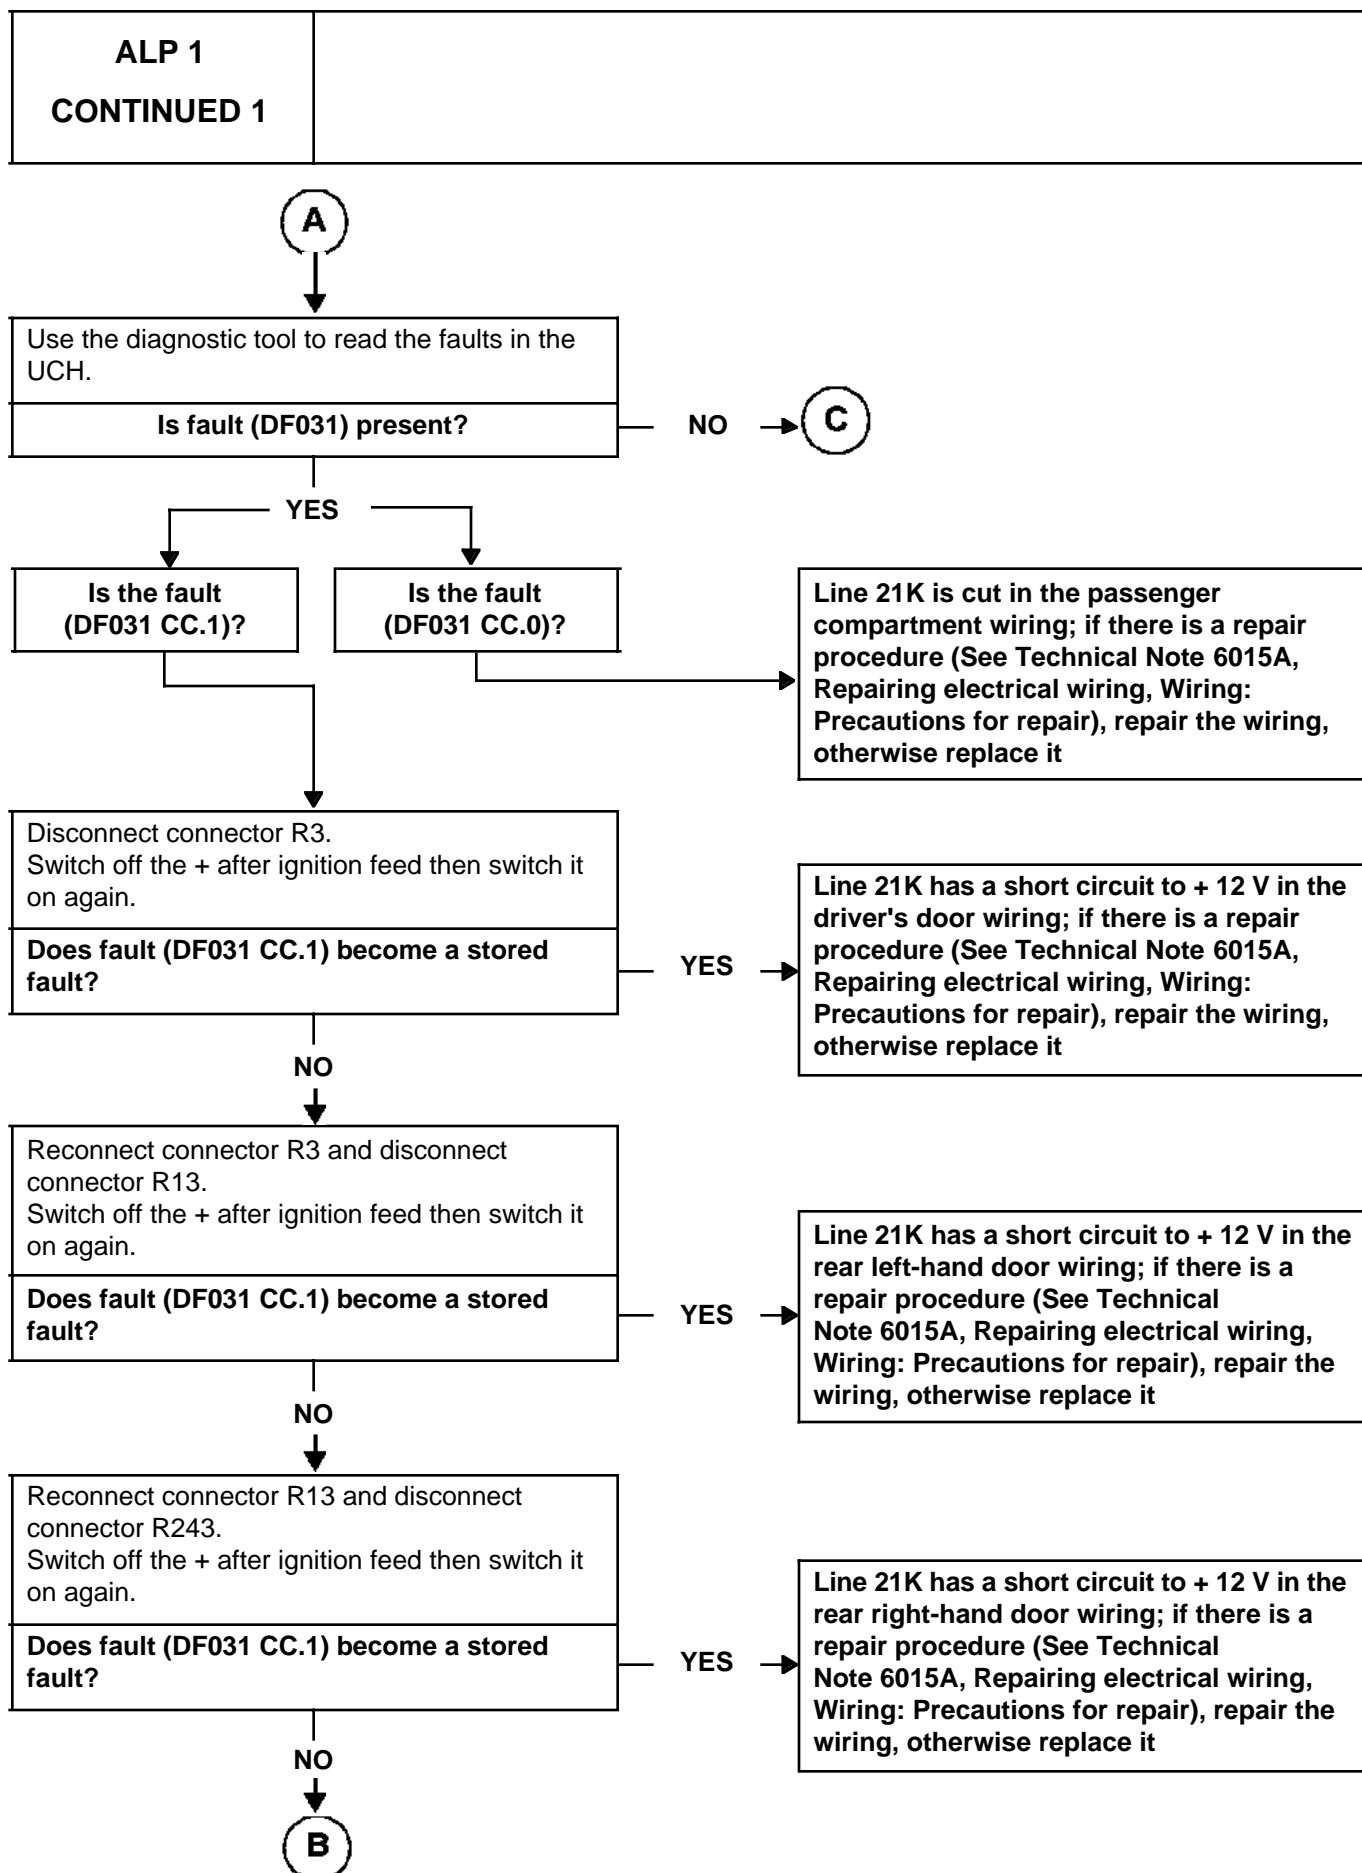 ALP 1
CONTINUED 1
A
Use the diagnostic tool to read the faults in the
UCH.
Is fault (DF031) present?
NO
C
YES
Is the fault
(DF031 CC.1)?
Is the fault
(DF031 CC.0)?
Line 21K is cut in the passenger
compartment wiring; if there is a repair
procedure (See Technical Note 6015A,
Repairing electrical wiring, Wiring:
Precautions for repair), repair the wiring,
otherwise replace it
Disconnect connector R3.
Switch off the + after ignition feed then switch it
on again.
Does fault (DF031 CC.1) become a stored
fault?
YES
Line 21K has a short circuit to + 12 V in the
driver's door wiring; if there is a repair
procedure (See Technical Note 6015A,
Repairing electrical wiring, Wiring:
Precautions for repair), repair the wiring,
otherwise replace it
NO
Reconnect connector R3 and disconnect
connector R13.
Switch off the + after ignition feed then switch it
on again.
Does fault (DF031 CC.1) become a stored
fault?
YES
Line 21K has a short circuit to + 12 V in the
rear left-hand door wiring; if there is a
repair procedure (See Technical
Note 6015A, Repairing electrical wiring,
Wiring: Precautions for repair), repair the
wiring, otherwise replace it
NO
Reconnect connector R13 and disconnect
connector R243.
Switch off the + after ignition feed then switch it
on again.
Does fault (DF031 CC.1) become a stored
fault?
YES
Line 21K has a short circuit to + 12 V in the
rear right-hand door wiring; if there is a
repair procedure (See Technical
Note 6015A, Repairing electrical wiring,
Wiring: Precautions for repair), repair the
wiring, otherwise replace it
NO
B